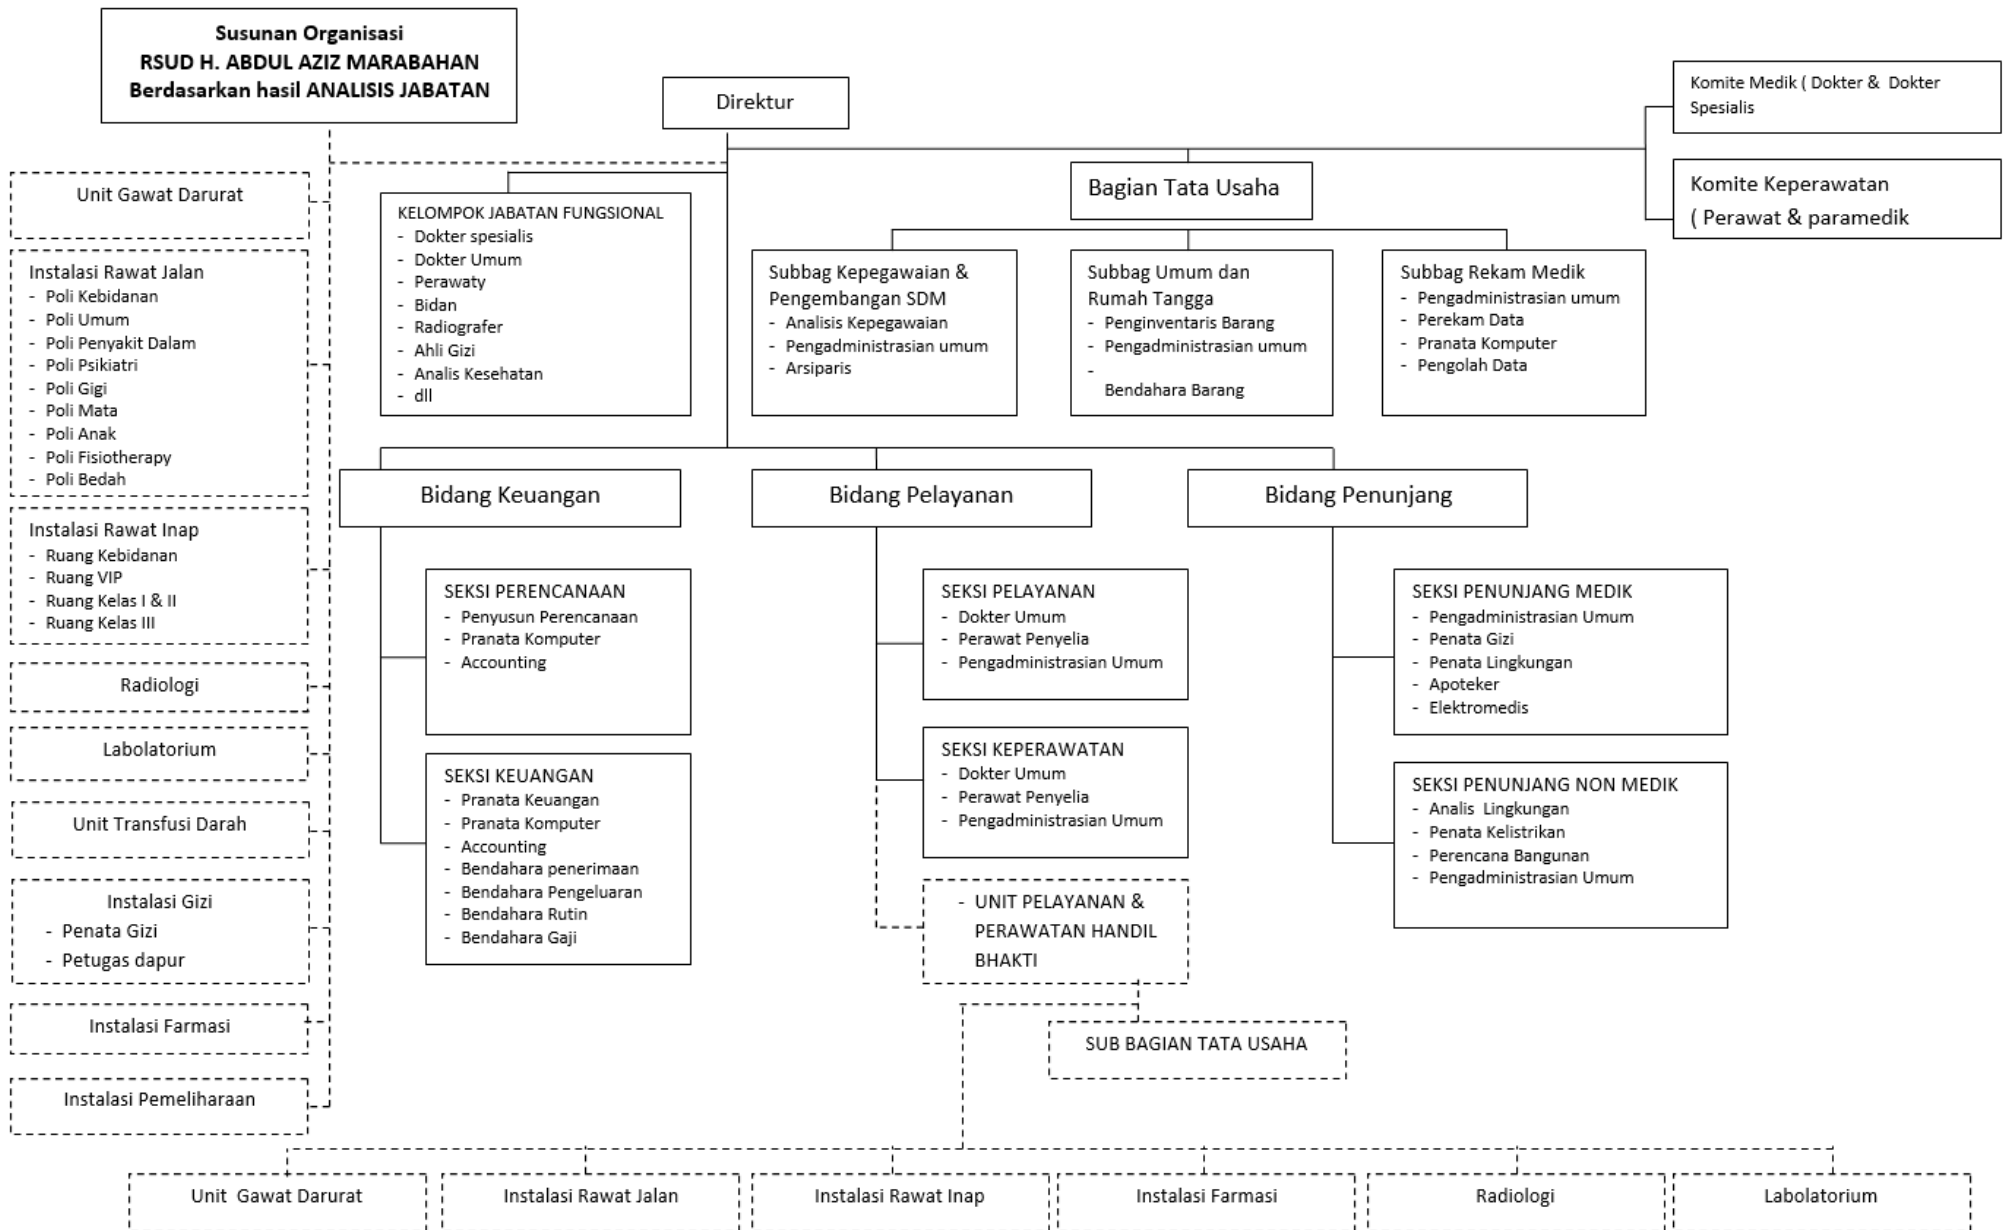 Susunan Organisasi
RSUD H. ABDUL AZIZ MARABAHAN
Berdasarkan hasil ANALISIS JABATAN
Direktur
Komite Medik ( Dokter & Dokter
Spesialis
Komite Keperawatan
( Perawat & paramedik
Bagian Tata Usaha
Unit Gawat Darurat
Instalasi Rawat Jalan
- Poli Kebidanan
- Poli Umum
- Poli Penyakit Dalam
- Poli Psikiatri
- Poli Gigi
- Poli Mata
- Poli Anak
- Poli Fisiotherapy
- Poli Bedah
Instalasi Rawat Inap
- Ruang Kebidanan
- Ruang VIP
- Ruang Kelas I & II
- Ruang Kelas III
Radiologi
Labolatorium
Unit Transfusi Darah
Instalasi Gizi
- Penata Gizi
- Petugas dapur
Instalasi Farmasi
Instalasi Pemeliharaan
KELOMPOK JABATAN FUNGSIONAL
- Dokter spesialis
- Dokter Umum
- Perawaty
- Bidan
- Radiografer
- Ahli Gizi
- Analis Kesehatan
- dll
Subbag Kepegawaian &
Pengembangan SDM
- Analisis Kepegawaian
- Pengadministrasian umum
- Arsiparis
Subbag Umum dan
Rumah Tangga
- Penginventaris Barang
- Pengadministrasian umum
-
Bendahara Barang
Subbag Rekam Medik
- Pengadministrasian umum
- Perekam Data
- Pranata Komputer
- Pengolah Data
Bidang Keuangan
Bidang Pelayanan
Bidang Penunjang
SEKSI PERENCANAAN
- Penyusun Perencanaan
- Pranata Komputer
- Accounting
SEKSI KEUANGAN
- Pranata Keuangan
- Pranata Komputer
- Accounting
- Bendahara penerimaan
- Bendahara Pengeluaran
- Bendahara Rutin
- Bendahara Gaji
SEKSI PELAYANAN
- Dokter Umum
- Perawat Penyelia
- Pengadministrasian Umum
SEKSI KEPERAWATAN
- Dokter Umum
- Perawat Penyelia
- Pengadministrasian Umum
- UNIT PELAYANAN &
PERAWATAN HANDIL
BHAKTI
SUB BAGIAN TATA USAHA
SEKSI PENUNJANG MEDIK
- Pengadministrasian Umum
- Penata Gizi
- Penata Lingkungan
- Apoteker
- Elektromedis
SEKSI PENUNJANG NON MEDIK
- Analis Lingkungan
- Penata Kelistrikan
- Perencana Bangunan
- Pengadministrasian Umum
Unit Gawat Darurat
Instalasi Rawat Jalan
Instalasi Rawat Inap
Instalasi Farmasi
Radiologi
Labolatorium